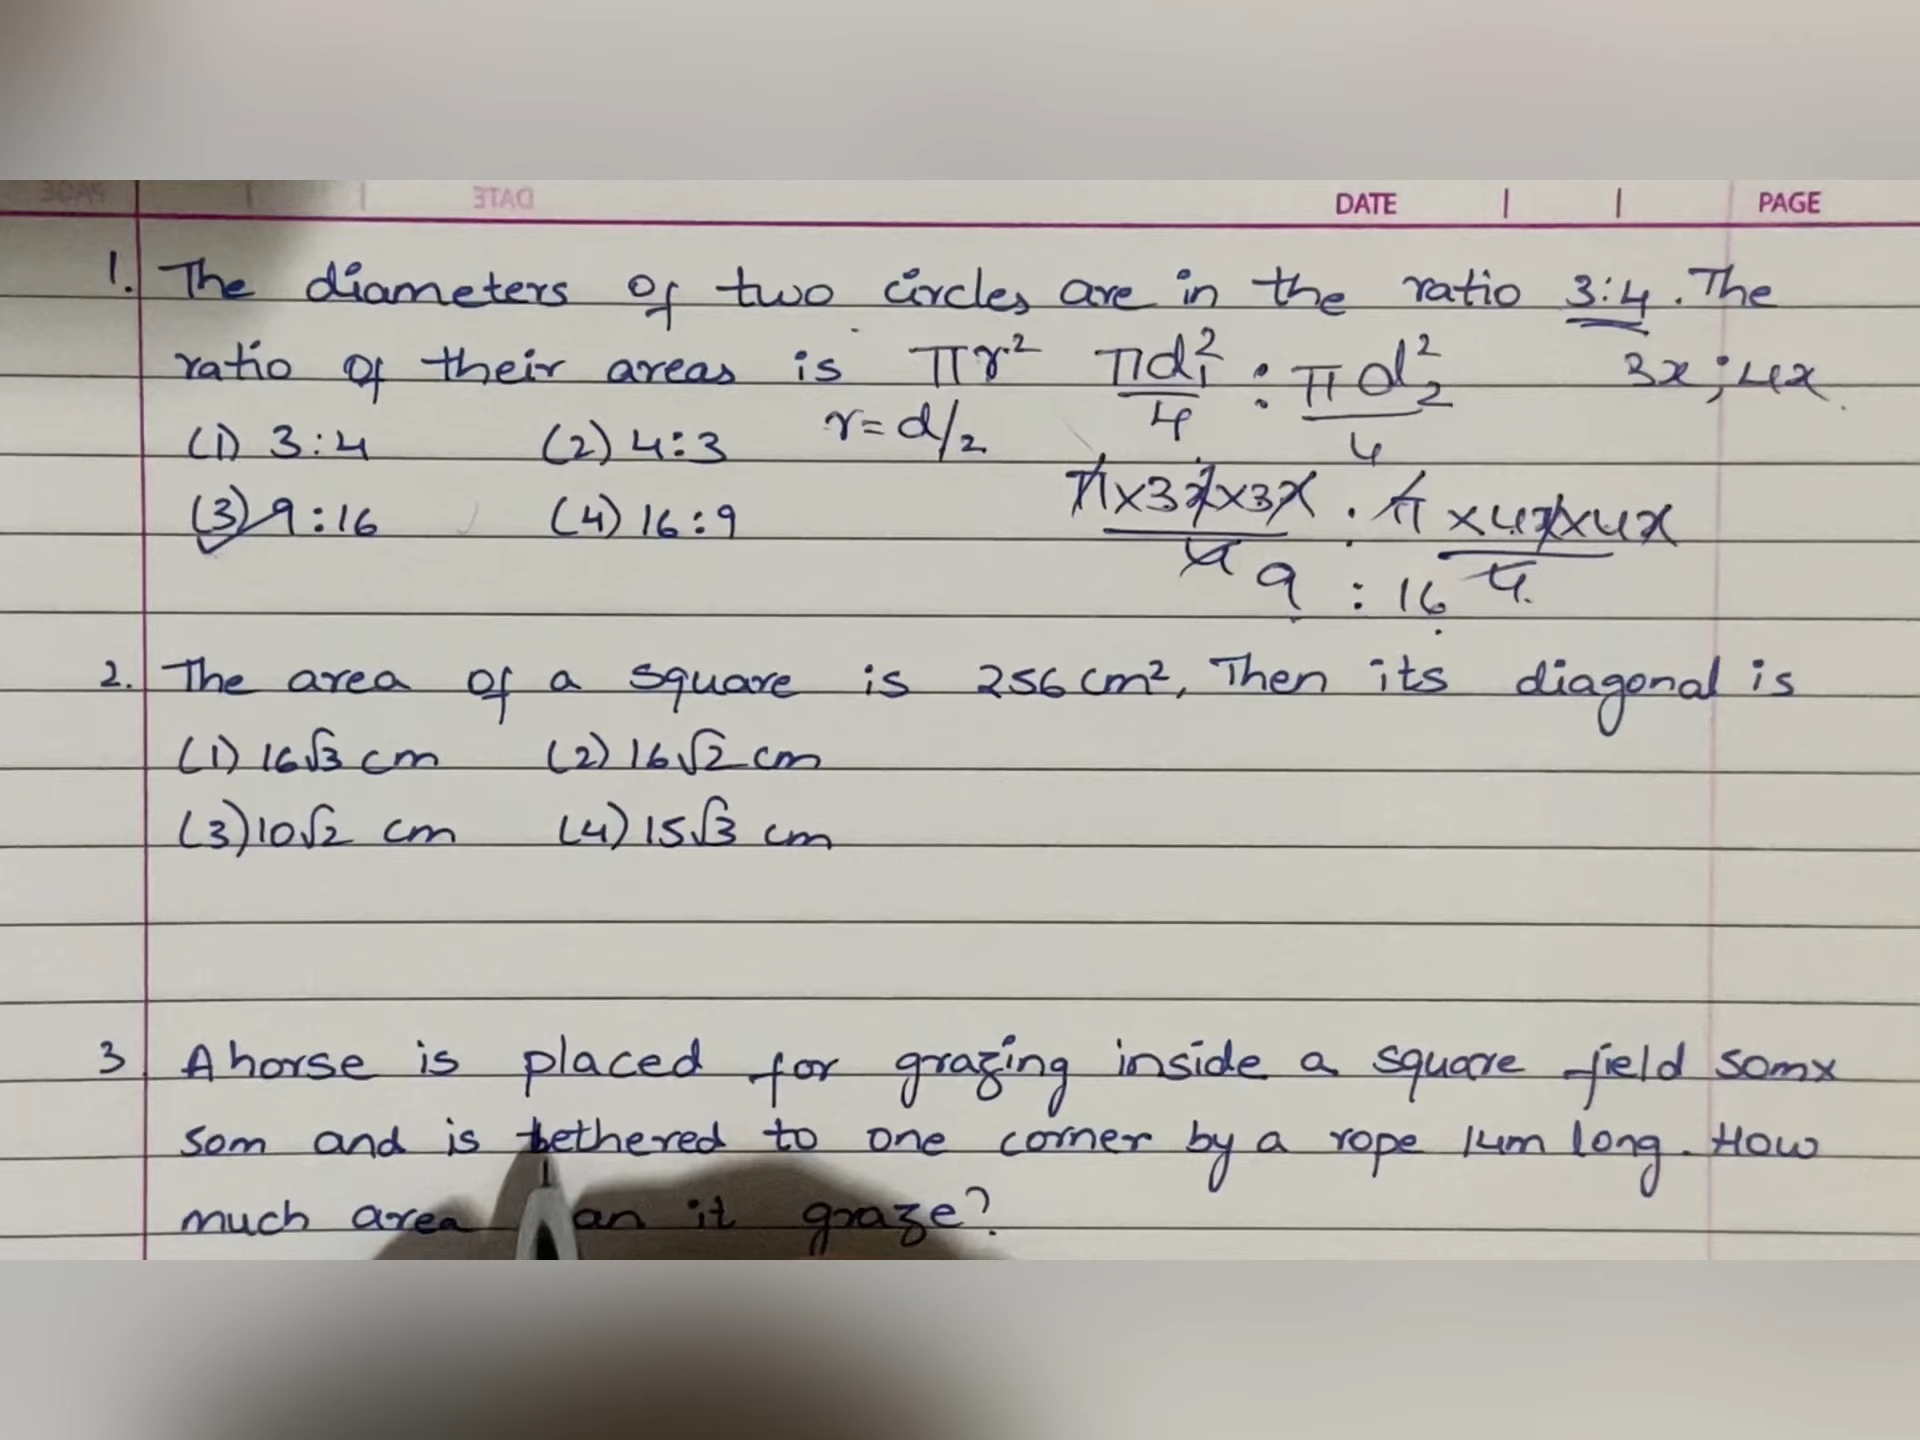 DATE PAGE
1. The diameters of two circles are in the ratio 3:4. The
ratio of their areas is πr² πd₁²/4 : πd₂²/4 3x; 4x
r = d/2
(1) 3:4 (2) 4:3
π×3x×3x/4 : π×4x×4x/4
(3) 9:16 (4) 16:9
9 : 16
2. The area of a square is 256 cm², Then its diagonal is
(1) 16√3 cm (2) 16√2 cm
(3) 10√2 cm (4) 15√3 cm
3 A horse is placed for grazing inside a square field 50m x
50m and is tethered to one corner by a rope 14m long. How
much area an it graze?